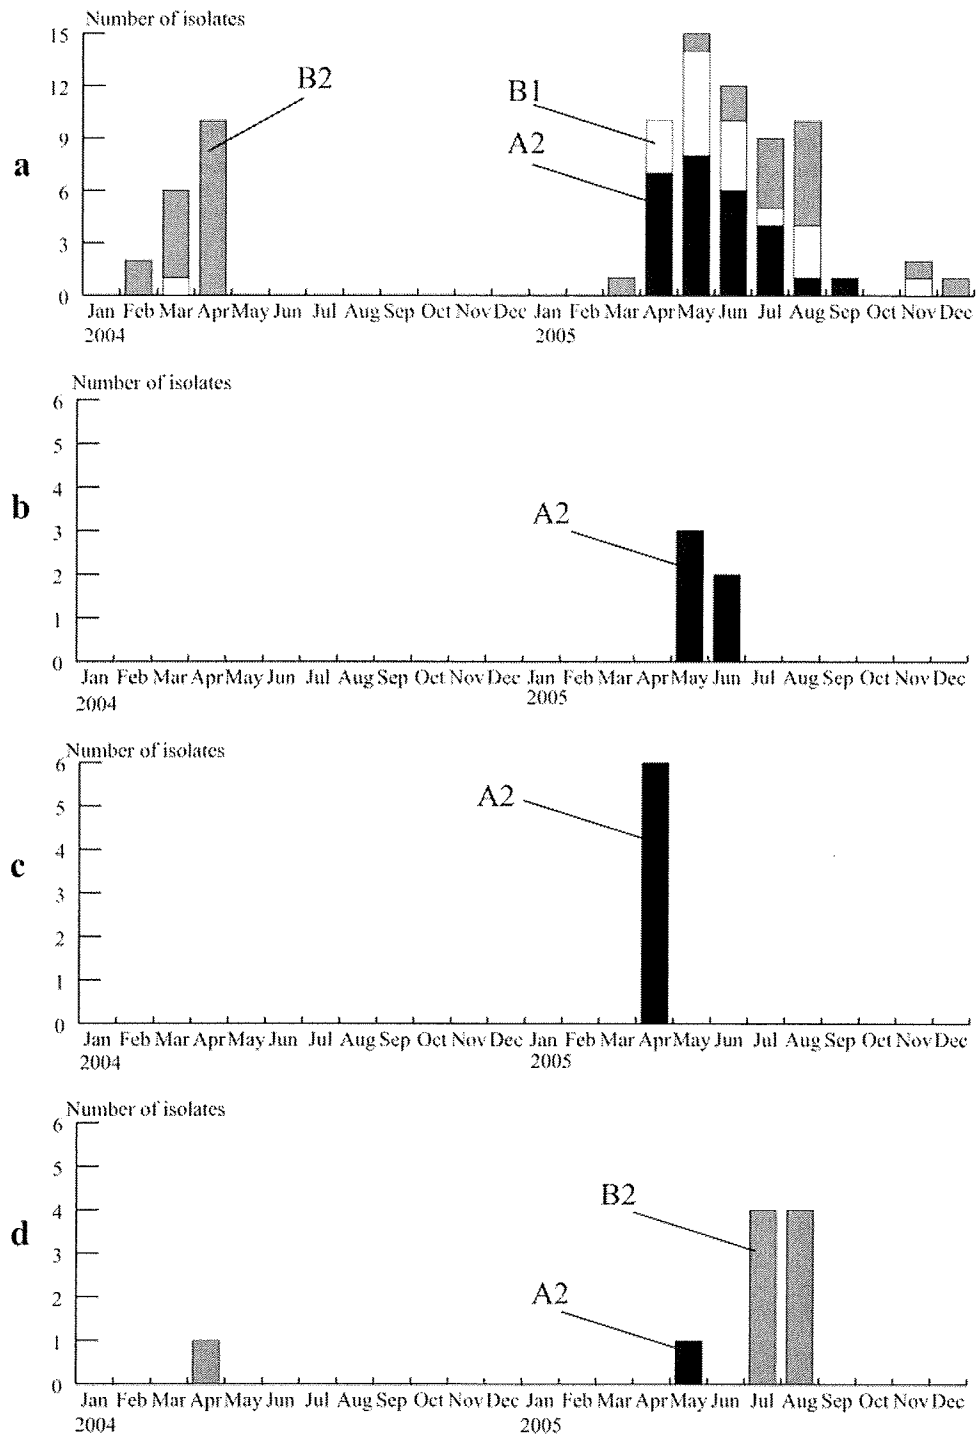 Number of isolates
15
12
9
6
3
0
a
B2
B1
A2
Jan Feb Mar Apr May Jun Jul Aug Sep Oct Nov Dec Jan Feb Mar Apr May Jun Jul Aug Sep Oct Nov Dec
2004 2005
Number of isolates
6
5
4
3
2
1
0
b
A2
Jan Feb Mar Apr May Jun Jul Aug Sep Oct Nov Dec Jan Feb Mar Apr May Jun Jul Aug Sep Oct Nov Dec
2004 2005
Number of isolates
6
5
4
3
2
1
0
c
A2
Jan Feb Mar Apr May Jun Jul Aug Sep Oct Nov Dec Jan Feb Mar Apr May Jun Jul Aug Sep Oct Nov Dec
2004 2005
Number of isolates
6
5
4
3
2
1
0
d
B2
A2
Jan Feb Mar Apr May Jun Jul Aug Sep Oct Nov Dec Jan Feb Mar Apr May Jun Jul Aug Sep Oct Nov Dec
2004 2005